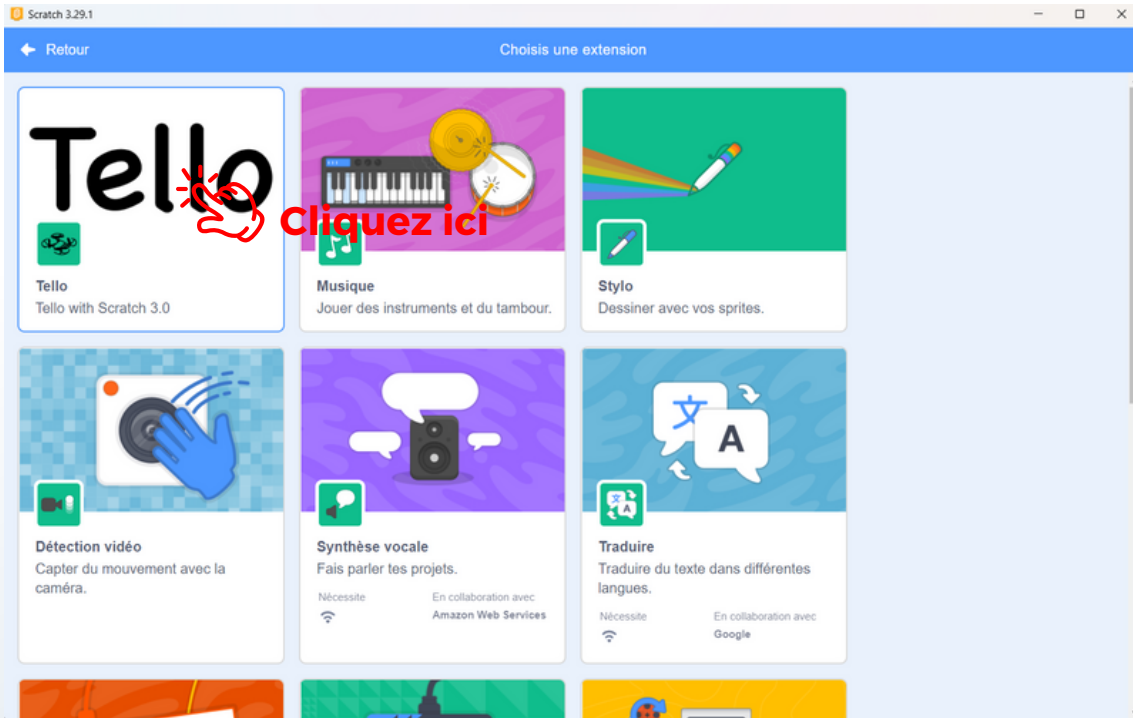 Scratch 3.29.1
Retour
Choisis une extension
Tello
Cliquez ici
Tello
Tello with Scratch 3.0
Musique
Jouer des instruments et du tambour.
Stylo
Dessiner avec vos sprites.
文
A
文
A
Détection vidéo
Capter du mouvement avec la
caméra.
Synthèse vocale
Fais parler tes projets.
Nécessite
En collaboration avec
Amazon Web Services
Traduire
Traduire du texte dans différentes
langues.
Nécessite
En collaboration avec
Google